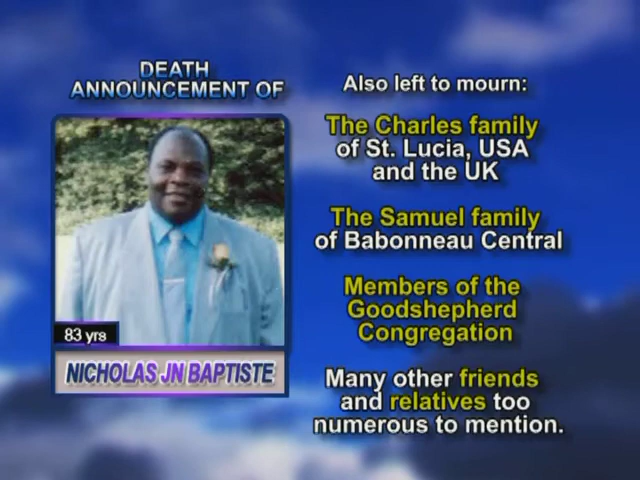 DEATH
ANNOUNCEMENT OF
83 yrs
NICHOLAS JN BAPTISTE
Also left to mourn:
The Charles family
of St. Lucia, USA
and the UK
The Samuel family
of Babonneau Central
Members of the
Goodshepherd
Congregation
Many other friends
and relatives too
numerous to mention.